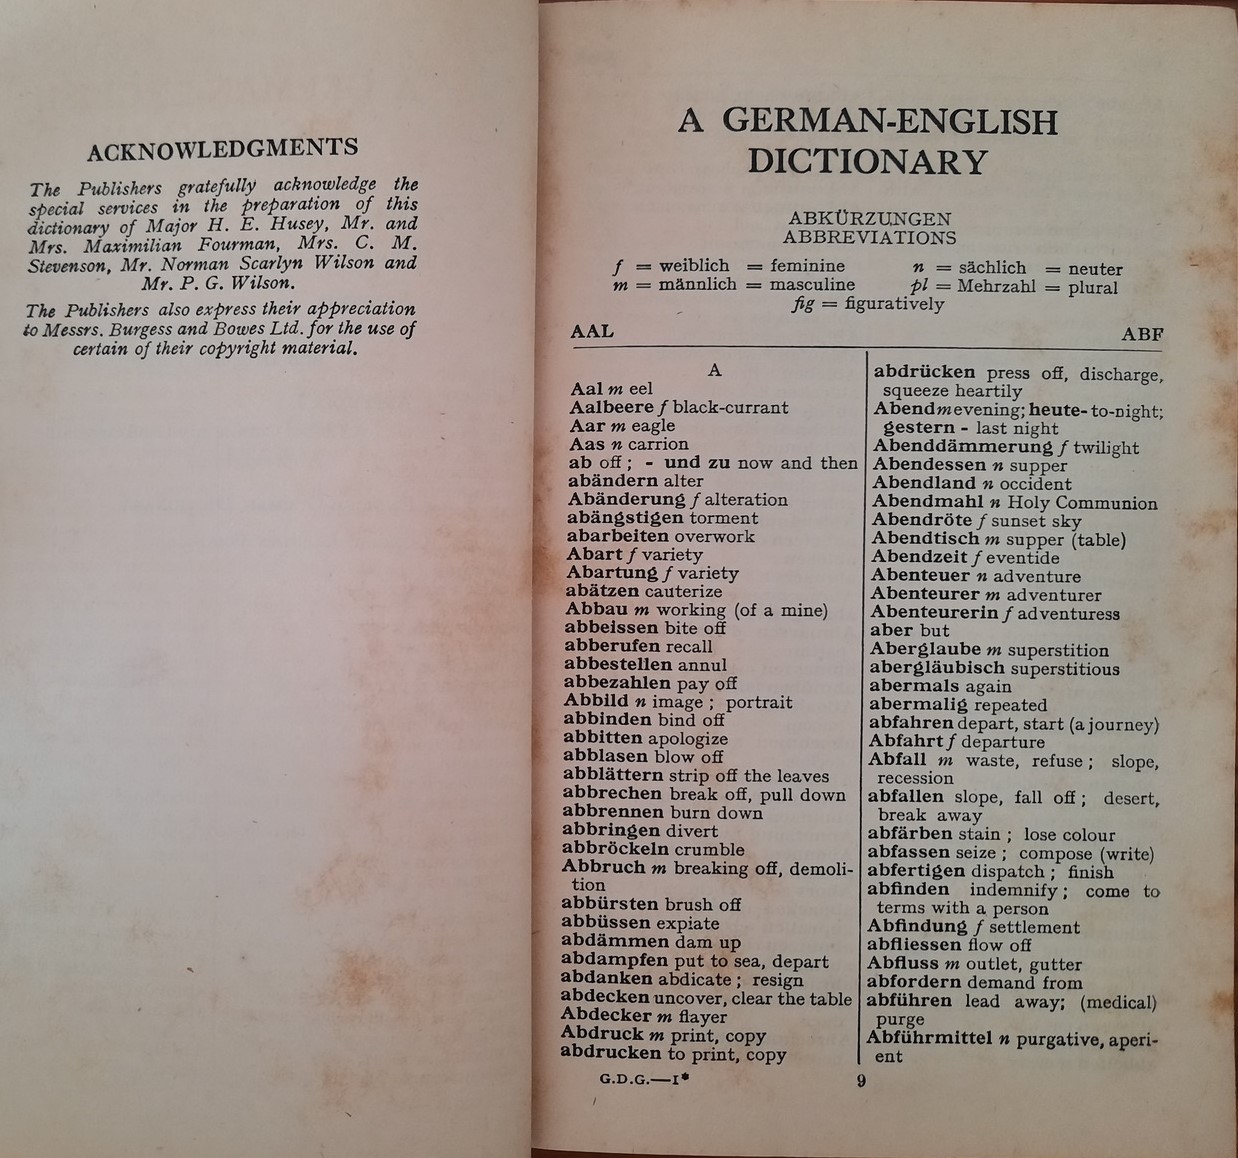 ACKNOWLEDGMENTS
The Publishers gratefully acknowledge the
special services in the preparation of this
dictionary of Major H. E. Husey, Mr. and
Mrs. Maximilian Fourman, Mrs. C. M.
Stevenson, Mr. Norman Scarlyn Wilson and
Mr. P. G. Wilson.
The Publishers also express their appreciation
to Messrs. Burgess and Bowes Ltd. for the use of
certain of their copyright material.
A GERMAN-ENGLISH
DICTIONARY
ABKÜRZUNGEN
ABBREVIATIONS
f = weiblich = feminine n = sächlich = neuter
m = männlich = masculine pl = Mehrzahl = plural
fig = figuratively
AAL ABF
A
Aal m eel
Aalbeere f black-currant
Aar m eagle
Aas n carrion
ab off ; - und zu now and then
abändern alter
Abänderung f alteration
abängstigen torment
abarbeiten overwork
Abart f variety
Abartung f variety
abätzen cauterize
Abbau m working (of a mine)
abbeissen bite off
abberufen recall
abbestellen annul
abbezahlen pay off
Abbild n image ; portrait
abbinden bind off
abbitten apologize
abblasen blow off
abblättern strip off the leaves
abbrechen break off, pull down
abbrennen burn down
abbringen divert
abbröckeln crumble
Abbruch m breaking off, demoli-
tion
abbürsten brush off
abbüssen expiate
abdämmen dam up
abdampfen put to sea, depart
abdanken abdicate ; resign
abdecken uncover, clear the table
Abdecker m flayer
Abdruck m print, copy
abdrucken to print, copy
abdrücken press off, discharge,
squeeze heartily
Abend m evening; heute- to-night;
gestern - last night
Abenddämmerung f twilight
Abendessen n supper
Abendland n occident
Abendmahl n Holy Communion
Abendröte f sunset sky
Abendtisch m supper (table)
Abendzeit f eventide
Abenteuer n adventure
Abenteurer m adventurer
Abenteurerin f adventuress
aber but
Aberglaube m superstition
abergläubisch superstitious
abermals again
abermalig repeated
abfahren depart, start (a journey)
Abfahrt f departure
Abfall m waste, refuse ; slope,
recession
abfallen slope, fall off ; desert,
break away
abfärben stain ; lose colour
abfassen seize ; compose (write)
abfertigen dispatch ; finish
abfinden indemnify ; come to
terms with a person
Abfindung f settlement
abfliessen flow off
Abfluss m outlet, gutter
abfordern demand from
abführen lead away; (medical)
purge
Abführmittel n purgative, aperi-
ent
G.D.G.—I* 9